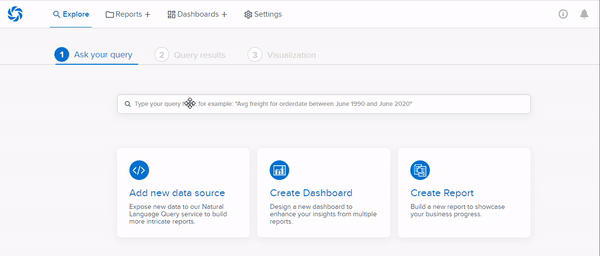 Explore Reports + Dashboards + Settings
1 Ask your query 2 Query results 3 Visualization
Type your query for example: "Avg freight for orderdate between June 1990 and June 2020"
Add new data source
Expose new data to our Natural
Language Query service to build
more intricate reports.
Create Dashboard
Design a new dashboard to
enhance your insights from multiple
reports.
Create Report
Build a new report to showcase
your business progress.